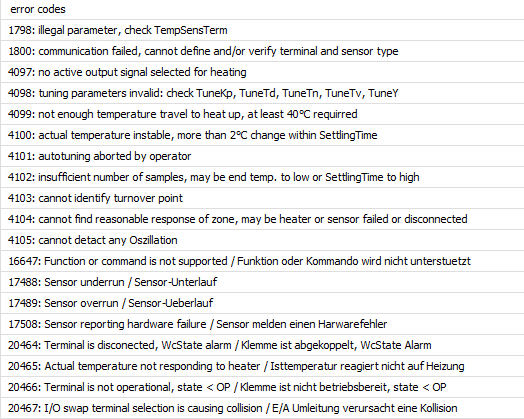 error codes
1798: illegal parameter, check TempSensTerm
1800: communication failed, cannot define and/or verify terminal and sensor type
4097: no active output signal selected for heating
4098: tuning parameters invalid: check TuneKp, TuneTd, TuneTn, TuneTv, TuneY
4099: not enough temperature travel to heat up, at least 40°C requirred
4100: actual temperature instable, more than 2°C change within SettlingTime
4101: autotuning aborted by operator
4102: insufficient number of samples, may be end temp. to low or SettlingTime to high
4103: cannot identify turnover point
4104: cannot find reasonable response of zone, may be heater or sensor failed or disconnected
4105: cannot detact any Oszillation
16647: Function or command is not supported / Funktion oder Kommando wird nicht unterstuetzt
17488: Sensor underrun / Sensor-Unterlauf
17489: Sensor overrun / Sensor-Ueberlauf
17508: Sensor reporting hardware failure / Sensor melden einen Harwarefehler
20464: Terminal is disconected, WcState alarm / Klemme ist abgekoppelt, WcState Alarm
20465: Actual temperature not responding to heater / Isttemperatur reagiert nicht auf Heizung
20466: Terminal is not operational, state < OP / Klemme ist nicht betriebsbereit, state < OP
20467: I/O swap terminal selection is causing collision / E/A Umleitung verursacht eine Kollision